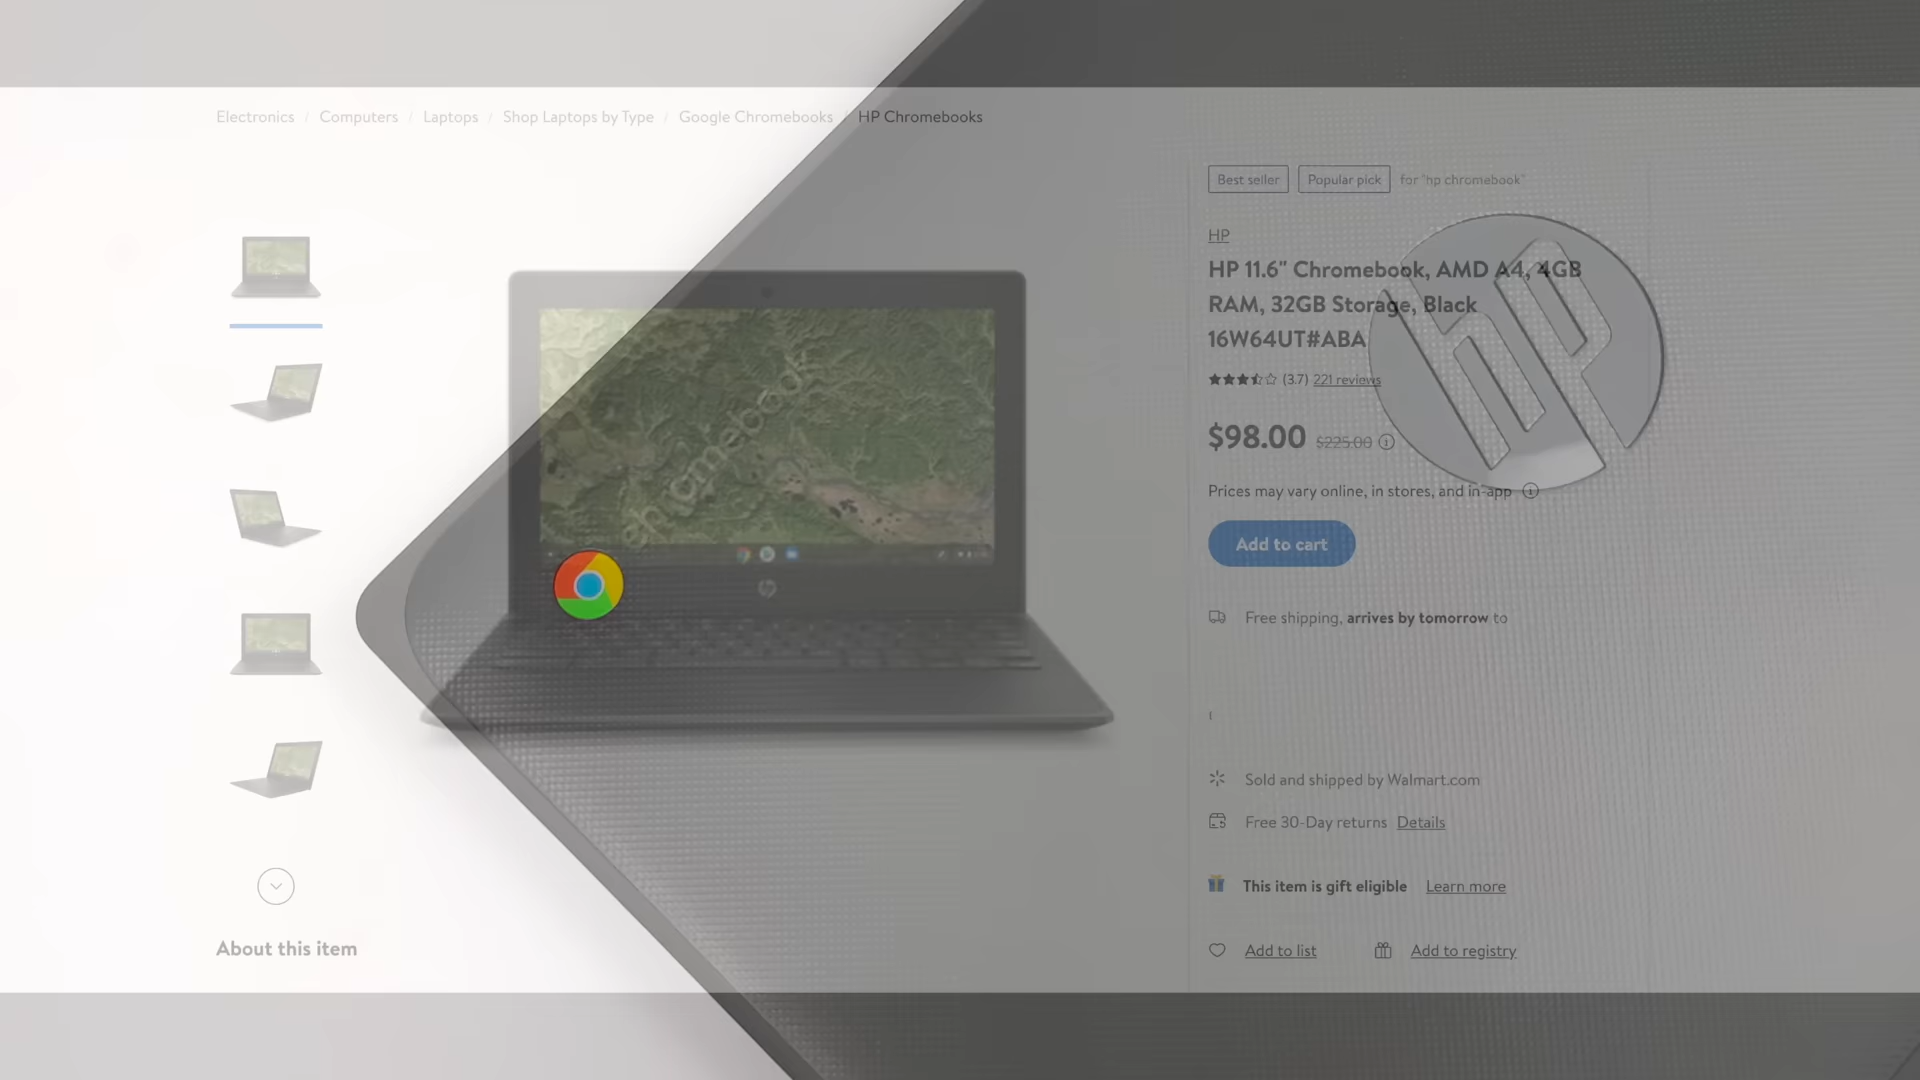 Electronics / Computers / Laptops / Shop Laptops by Type / Google Chromebooks / HP Chromebooks
Best seller Popular pick for "hp chromebook"
HP
HP 11.6" Chromebook, AMD A4, 4GB
RAM, 32GB Storage, Black
16W64UT#ABA
(3.7) 221 reviews
hp
$98.00 $225.00
chromebook
Prices may vary online, in stores, and in-app
Add to cart
Free shipping, arrives by tomorrow to
Sold and shipped by Walmart.com
Free 30-Day returns Details
This item is gift eligible Learn more
About this item
Add to list Add to registry